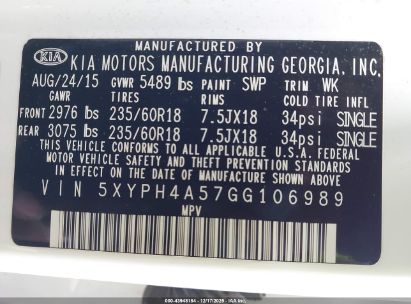 MANUFACTURED BY
KIA KIA MOTORS MANUFACTURING GEORGIA, INC.
AUG/24/15 GVWR 5489 lbs PAINT SWP TRIM WK
GAWR TIRES RIMS COLD TIRE INFL
FRONT 2976 lbs 235/60R18 7.5JX18 34psi SINGLE
REAR 3075 lbs 235/60R18 7.5JX18 34psi SINGLE
THIS VEHICLE CONFORMS TO ALL APPLICABLE U.S.A. FEDERAL
MOTOR VEHICLE SAFETY AND THEFT PREVENTION STANDARDS IN
EFFECT ON THE DATE OF MANUFACTURE SHOWN ABOVE.
VIN 5XYPH4A57GG106989
MPV